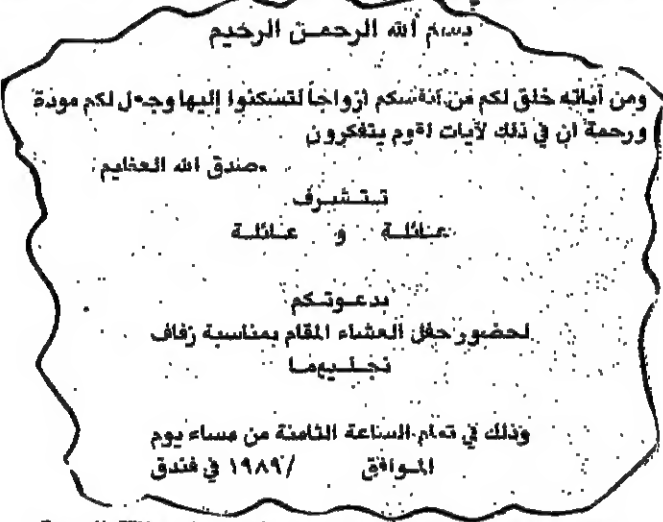 بسم الله الرحمن الرحيم
ومن آياته خلق لكم من أنفسكم ازواجاً لتسكنوا إليها وجعل لكم مودة
ورحمة ان في ذلك لآيات لقوم يتفكرون
صدق الله العظيم
تتشرف
عائلة و عائلة
بدعوتكم
لحضور حفل العشاء المقام بمناسبة زفاف
نجليهما
وذلك في تمام الساعة الثامنة من مساء يوم
الموافق / ١٩٨٩ في فندق